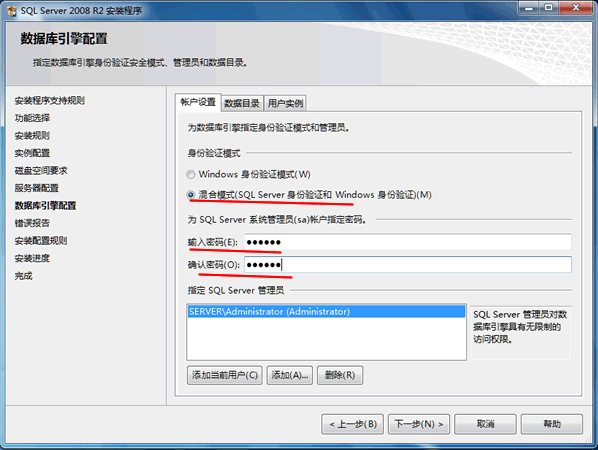 SQL Server 2008 R2 安装程序
数据库引擎配置
指定数据库引擎身份验证安全模式、管理员和数据目录。
安装程序支持规则
功能选择
安装规则
实例配置
磁盘空间要求
服务器配置
数据库引擎配置
错误报告
安装配置规则
安装进度
完成
帐户设置 数据目录 用户实例
为数据库引擎指定身份验证模式和管理员。
身份验证模式
Windows 身份验证模式(W)
混合模式(SQL Server 身份验证和 Windows 身份验证)(M)
为 SQL Server 系统管理员(sa)帐户指定密码。
输入密码(E): ●●●●●●
确认密码(O): ●●●●●●
指定 SQL Server 管理员
SERVER\Administrator (Administrator)
SQL Server 管理员对数
据库引擎具有无限制的
访问权限。
添加当前用户(C) 添加(A)... 删除(R)
< 上一步(B) 下一步(N) > 取消 帮助